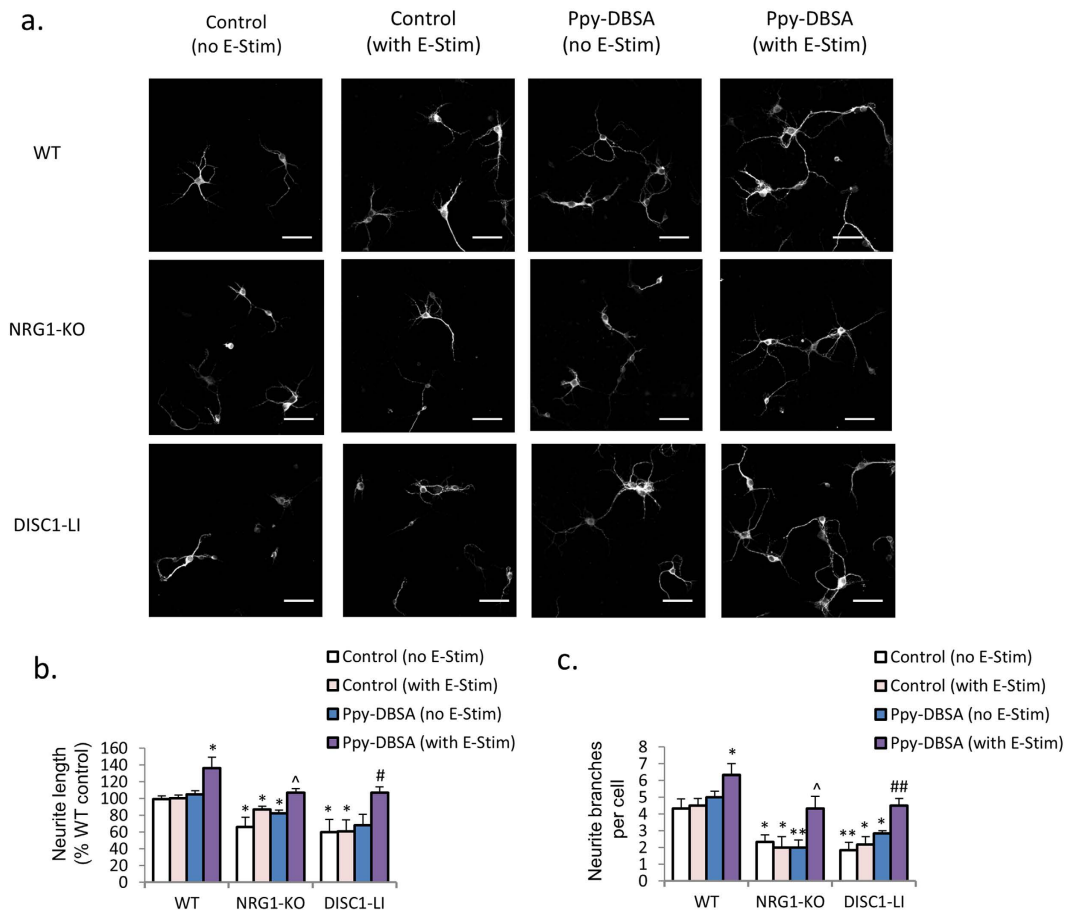 a.
Control
(no E-Stim)
Control
(with E-Stim)
Ppy-DBSA
(no E-Stim)
Ppy-DBSA
(with E-Stim)
WT
NRG1-KO
DISC1-LI
b.
Control (no E-Stim)
Control (with E-Stim)
Ppy-DBSA (no E-Stim)
Ppy-DBSA (with E-Stim)
Neurite length
(% WT control)
160
140
120
100
80
60
40
20
0
*
* * * ^
* * #
WT NRG1-KO DISC1-LI
c.
Control (no E-Stim)
Control (with E-Stim)
Ppy-DBSA (no E-Stim)
Ppy-DBSA (with E-Stim)
Neurite branches
per cell
8
7
6
5
4
3
2
1
0
*
* * ** ^
** * * ##
WT NRG1-KO DISC1-LI